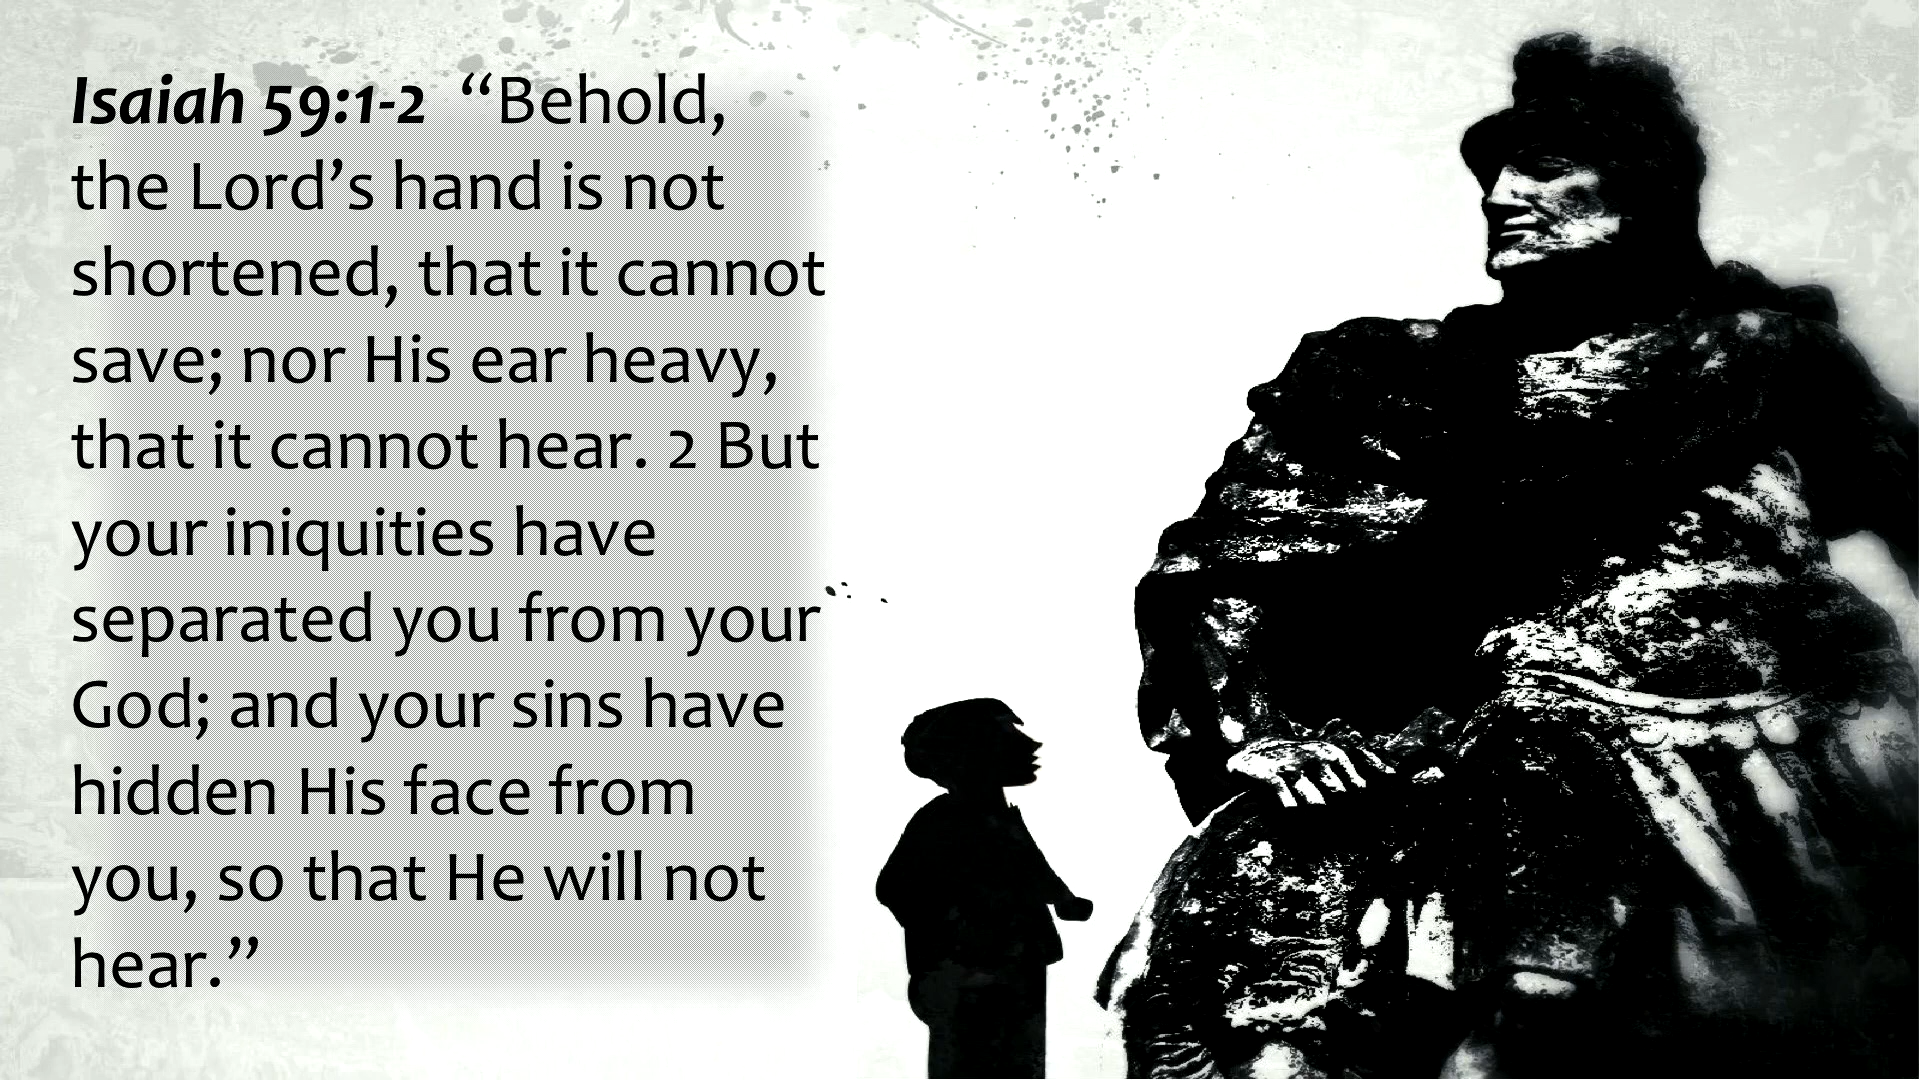 Isaiah 59:1-2  “Behold,
the Lord’s hand is not
shortened, that it cannot
save; nor His ear heavy,
that it cannot hear. 2 But
your iniquities have
separated you from your
God; and your sins have
hidden His face from
you, so that He will not
hear.”